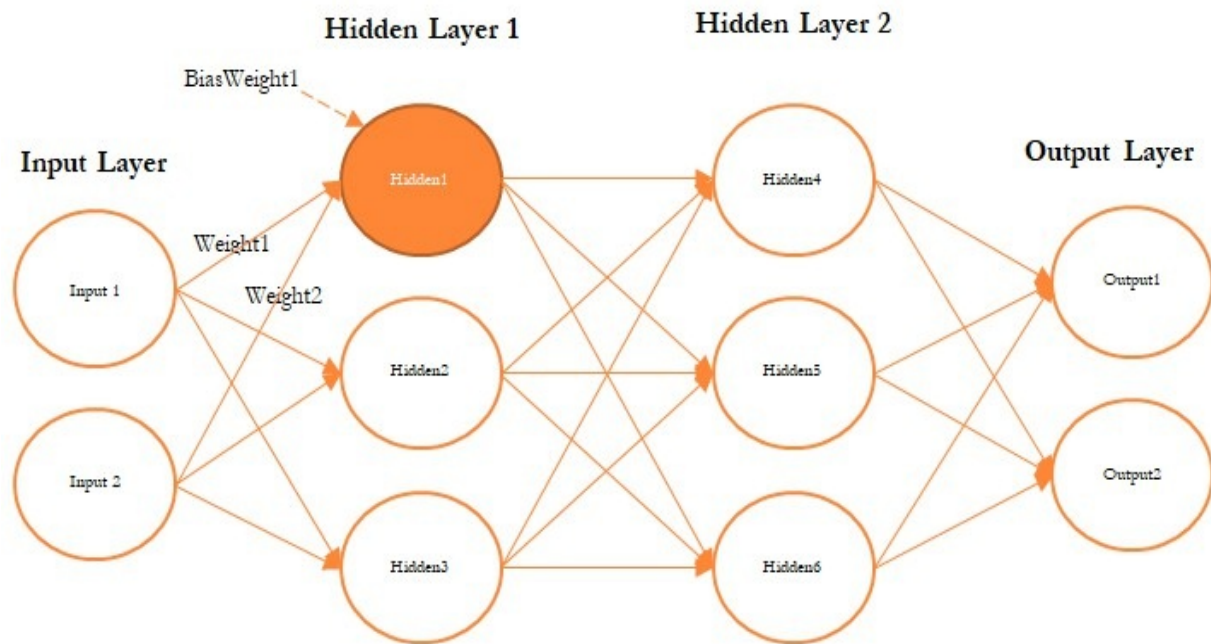 Hidden Layer 1
Hidden Layer 2
BiasWeight1
Input Layer
Output Layer
Hidden1
Hidden4
Weight1
Input 1
Output1
Weight2
Hidden2
Hidden5
Input 2
Output2
Hidden3
Hidden6